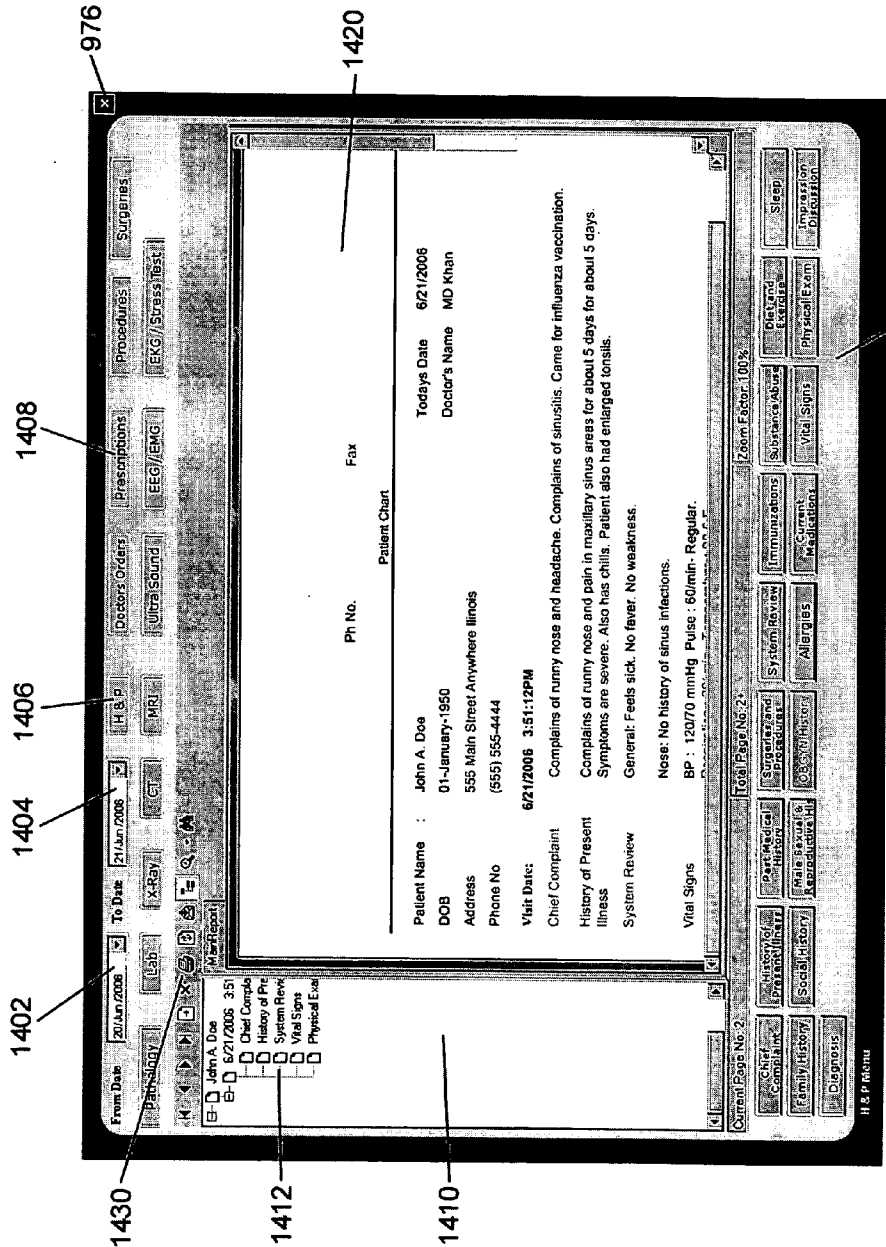 1402
1404
1406
1408
976
From Date 20/Jun/2006 To Date 21/Jun/2006 H & P Doctors Orders Prescriptions Procedures Surgeries
Pathology Lab X-Ray CT MRI Ultra Sound EEG//EMG EKG//Stress Test
1430
1412
1410
1420
John A. Doe
6/21/2006 3:51
Chief Compla
History of Pre
System Revi
Vital Signs
Physical Exa
MainReport
Ph No. Fax
Patient Chart
Patient Name : John A. Doe Todays Date 6/21/2006
DOB 01-January-1950 Doctor's Name MD Khan
Address 555 Main Street Anywhere Ilinois
Phone No (555) 555-4444
Visit Date: 6/21/2006 3:51:12PM
Chief Complaint Complains of runny nose and headache. Complains of sinusitis. Came for influenza vaccination.
History of Present Illness Complains of runny nose and pain in maxillary sinus areas for about 5 days for about 5 days.
Symptoms are severe. Also has chills. Patient also had enlarged tonsils.
System Review General: Feels sick. No fever. No weakness.
Nose: No history of sinus infections.
Vital Signs BP : 120/70 mmHg Pulse : 60/min- Regular.
Current Page No:2 Total Page No:2+ Zoom Factor: 100%
Chief Complaint History of Present Illness Past Medical History Surgeries and Procedures System Review Immunizations Substance Abuse Diet and Exercise Sleep
Family History Social History Male Sexual & Reproductive His OB GYN History Allergies Current Medications Vital Signs Physical Exam Impression Discussion
Diagnosis
H & P Menu